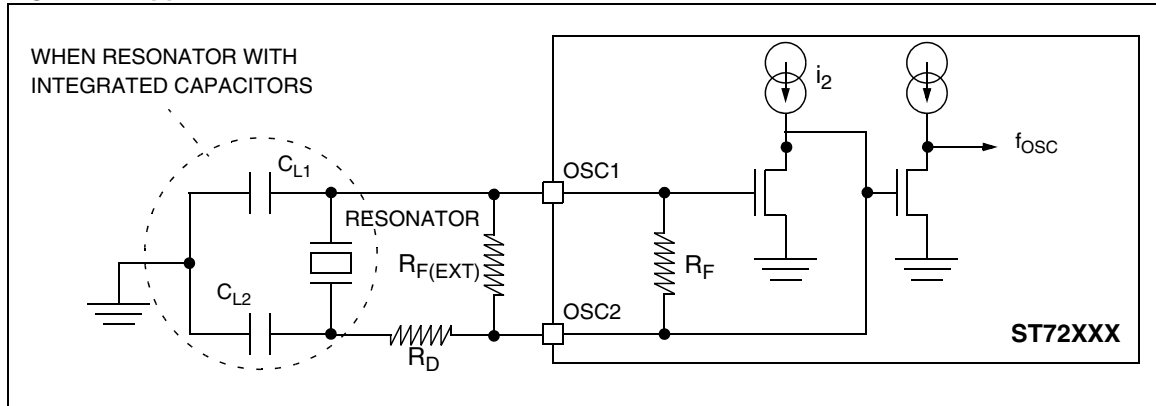 WHEN RESONATOR WITH
INTEGRATED CAPACITORS
i2
CL1
OSC1
fOSC
RESONATOR
RF(EXT)
RF
CL2
OSC2
RD
ST72XXX